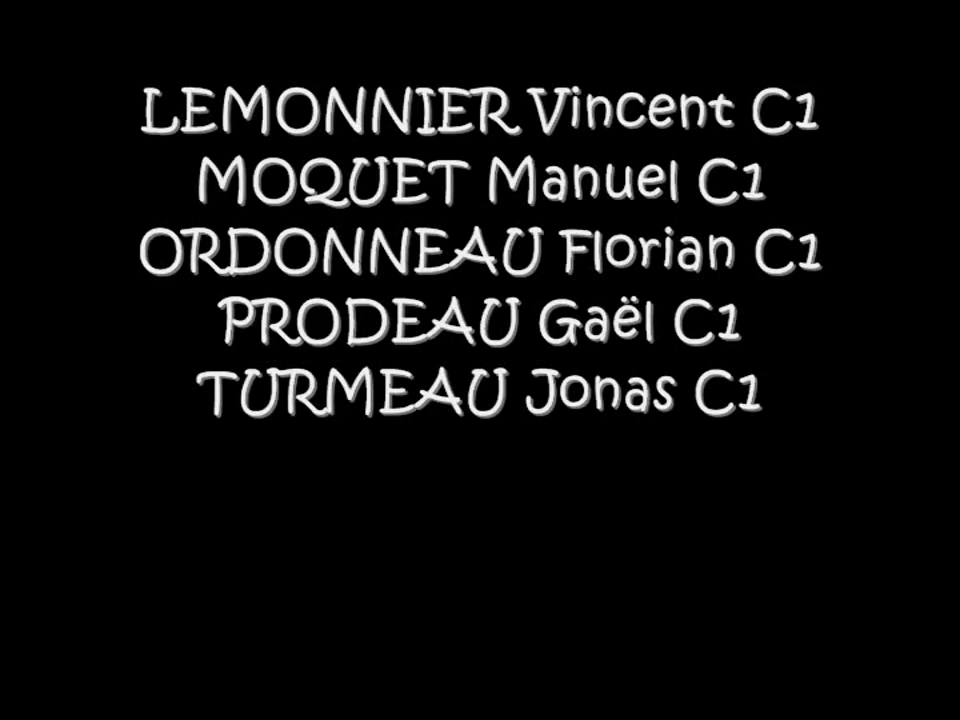 LEMONNIER Vincent C1
MOQUET Manuel C1
ORDONNEAU Florian C1
PRODEAU Gaël C1
TURMEAU Jonas C1